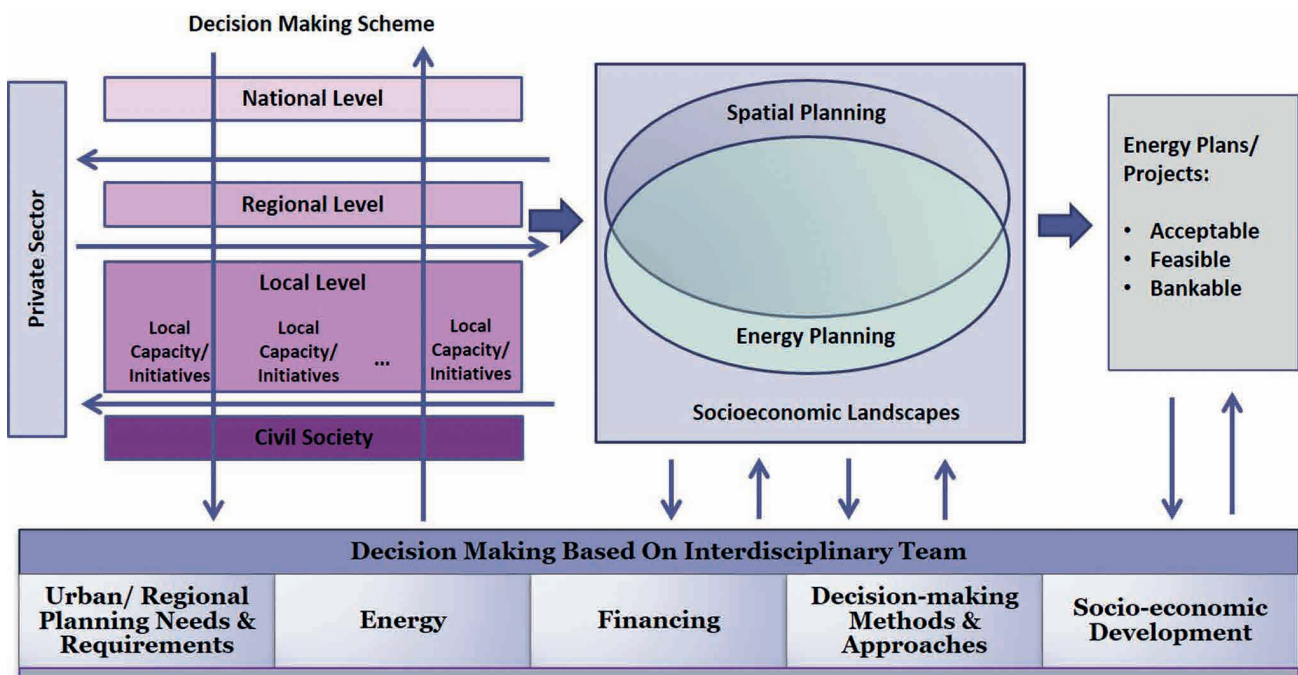 Decision Making Scheme
Private Sector
National Level
Regional Level
Local Level
Local
Capacity/
Initiatives
Local
Capacity/
Initiatives
...
Local
Capacity/
Initiatives
Civil Society
Spatial Planning
Energy Planning
Socioeconomic Landscapes
Energy Plans/
Projects:
• Acceptable
• Feasible
• Bankable
Decision Making Based On Interdisciplinary Team
Urban/ Regional
Planning Needs &
Requirements
Energy
Financing
Decision-making
Methods &
Approaches
Socio-economic
Development